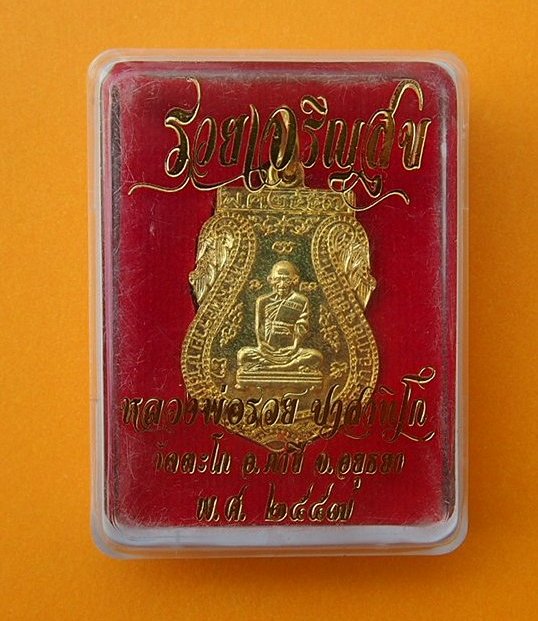 รวยเจริญสุข
หลวงพ่อรวย ปาสาทิโก
วัดตะโก อ.ภาชี จ.อยุธยา
พ.ศ. ๒๕๔๗